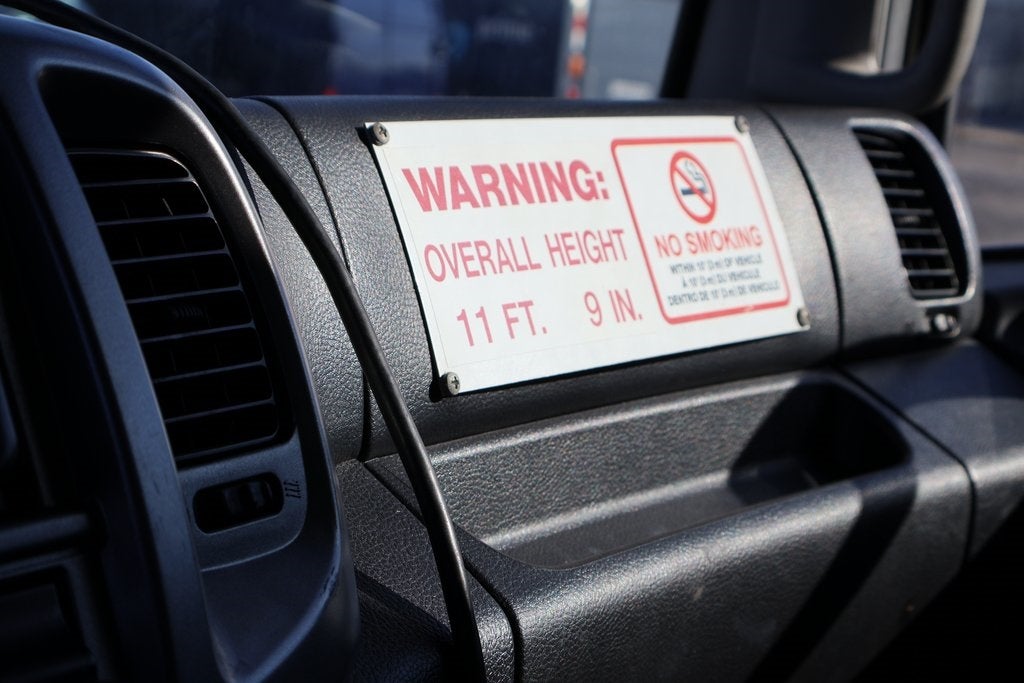 WARNING:
OVERALL HEIGHT
11 FT. 9 IN.
NO SMOKING
WITHIN 10' (3 m) OF VEHICLE
À 10' (3 m) DU VEHICULE
DENTRO DE 10' (3 m) DE VEHICULO